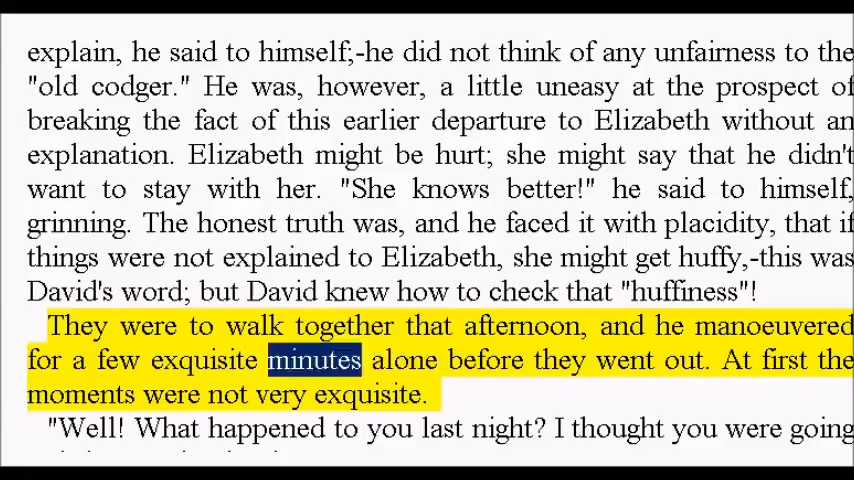 explain, he said to himself;-he did not think of any unfairness to the
"old codger." He was, however, a little uneasy at the prospect of
breaking the fact of this earlier departure to Elizabeth without an
explanation. Elizabeth might be hurt; she might say that he didn't
want to stay with her. "She knows better!" he said to himself,
grinning. The honest truth was, and he faced it with placidity, that if
things were not explained to Elizabeth, she might get huffy,-this was
David's word; but David knew how to check that "huffiness"!
They were to walk together that afternoon, and he manoeuvered
for a few exquisite minutes alone before they went out. At first the
moments were not very exquisite.
"Well! What happened to you last night? I thought you were going